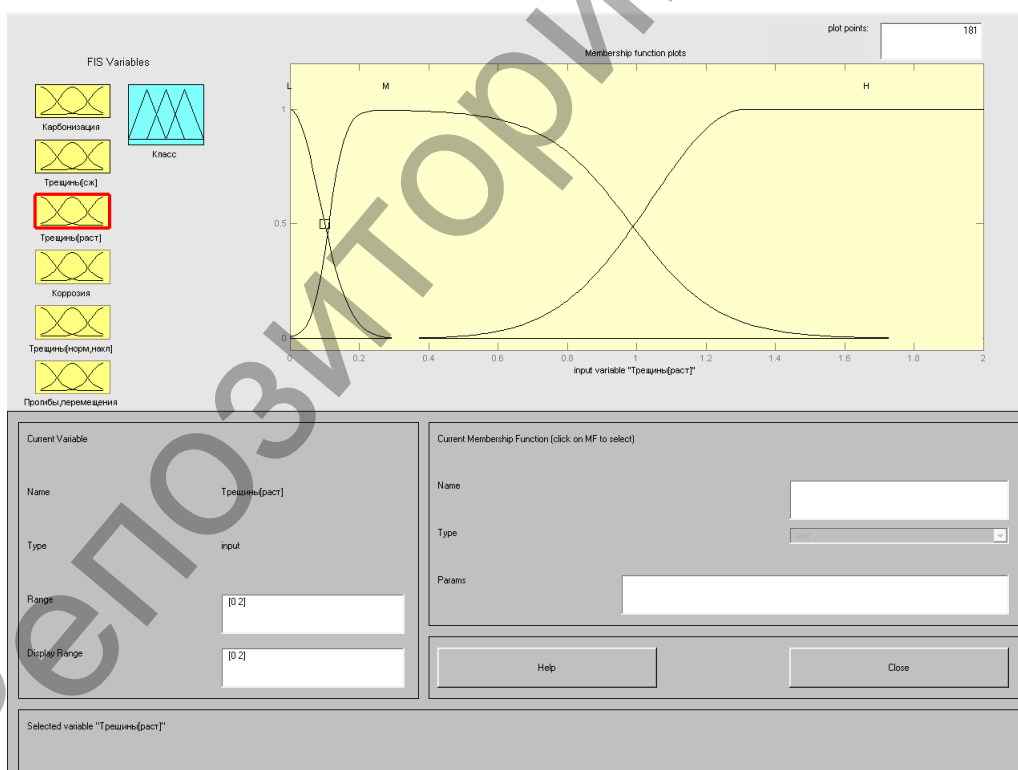 plot points:
181
FIS Variables
Membership function plots
Карбонизация
Класс
Трещины[сж]
Трещины[раст]
Коррозия
Трещины[норм,накл]
Прогибы,перемещения
L
M
H
1
0.5
0
0
0.2
0.4
0.6
0.8
1
1.2
1.4
1.6
1.8
2
input variable "Трещины[раст]"
Current Variable
Name
Трещины[раст]
Type
input
Range
[0 2]
Display Range
[0 2]
Current Membership Function (click on MF to select)
Name
Type
Params
Help
Close
Selected variable "Трещины[раст]"